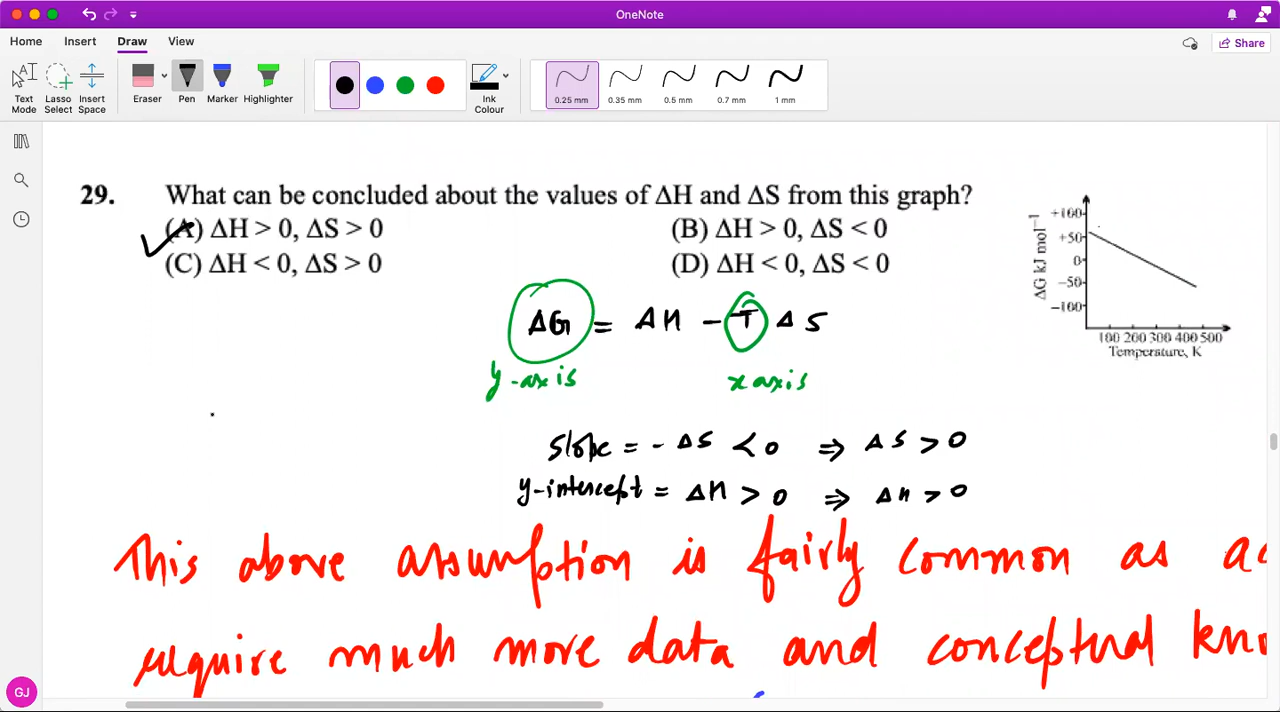 OneNote
Home Insert Draw View
Share
Text Mode
Lasso Select
Insert Space
Eraser
Pen
Marker
Highlighter
Ink Colour
0.25 mm
0.35 mm
0.5 mm
0.7 mm
1 mm
29. What can be concluded about the values of ΔH and ΔS from this graph?
(A) ΔH > 0, ΔS > 0 (B) ΔH > 0, ΔS < 0
(C) ΔH < 0, ΔS > 0 (D) ΔH < 0, ΔS < 0
ΔG kJ mol⁻¹
+100
+50
0
−50
−100
100 200 300 400 500
Temperature, K
ΔG = ΔH − T ΔS
y-axis x axis
slope = − ΔS < 0 ⇒ ΔS > 0
y-intercept = ΔH > 0 ⇒ ΔH > 0
This above assumption is fairly common as
require much more data and conceptual
GJ